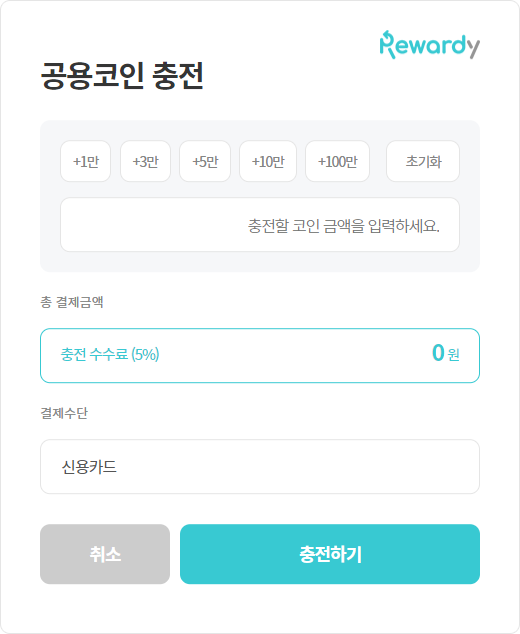 Rewardy
공용코인 충전
+1만 +3만 +5만 +10만 +100만 초기화
충전할 코인 금액을 입력하세요.
총 결제금액
충전 수수료 (5%) 0 원
결제수단
신용카드
취소 충전하기